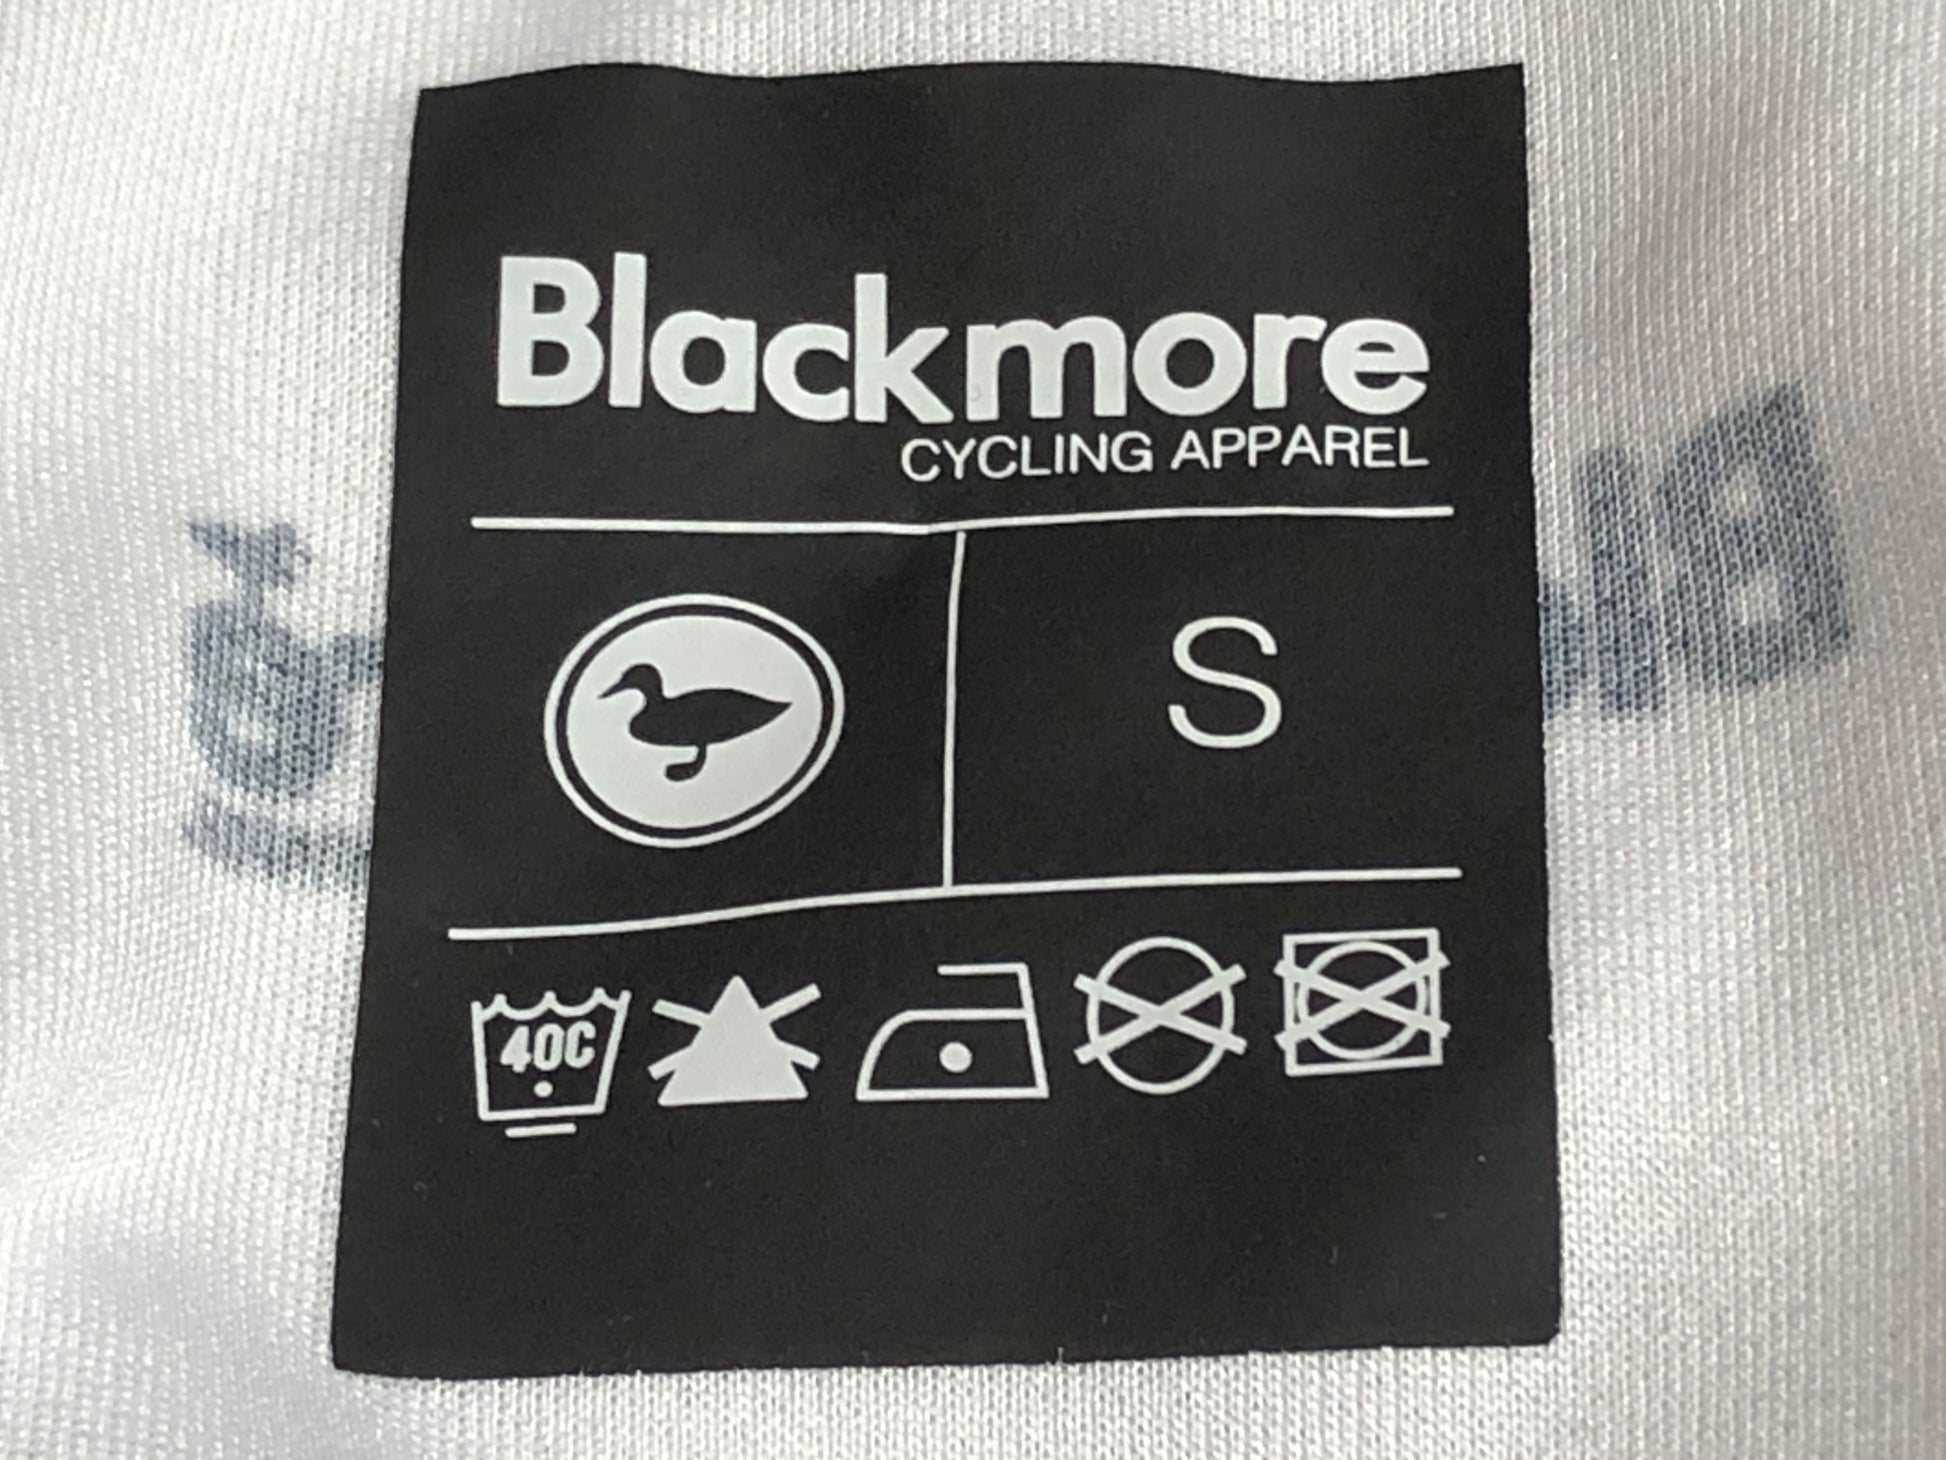 Blackmore
CYCLING APPAREL
S
40C